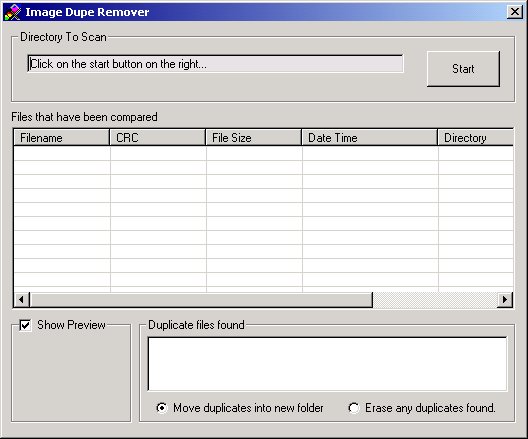 Image Dupe Remover
Directory To Scan
Click on the start button on the right...
Start
Files that have been compared
Filename CRC File Size Date Time Directory
Show Preview
Duplicate files found
Move duplicates into new folder
Erase any duplicates found.